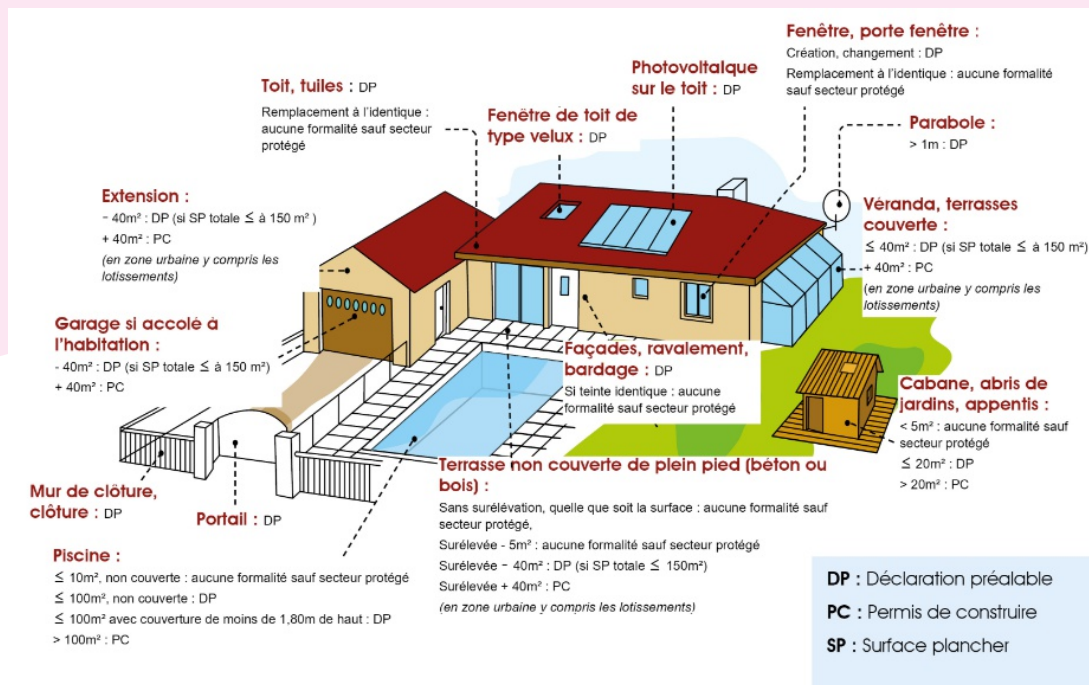 Fenêtre, porte fenêtre :
Création, changement : DP
Remplacement à l'identique : aucune formalité
sauf secteur protégé
Photovoltaïque
sur le toit : DP
Toit, tuiles : DP
Remplacement à l'identique :
aucune formalité sauf secteur
protégé
Fenêtre de toit de
type velux : DP
Parabole :
> 1m : DP
Extension :
- 40m² : DP (si SP totale ≤ à 150 m² )
+ 40m² : PC
(en zone urbaine y compris les
lotissements)
Véranda, terrasses
couverte :
≤ 40m² : DP (si SP totale ≤ à 150 m²)
+ 40m² : PC
(en zone urbaine y compris les
lotissements)
Garage si accolé à
l'habitation :
- 40m² : DP (si SP totale ≤ à 150 m²)
+ 40m² : PC
Façades, ravalement,
bardage : DP
Si teinte identique : aucune
formalité sauf secteur protégé
Cabane, abris de
jardins, appentis :
< 5m² : aucune formalité sauf
secteur protégé
≤ 20m² : DP
> 20m² : PC
Mur de clôture,
clôture : DP
Portail : DP
Terrasse non couverte de plein pied (béton ou
bois) :
Sans surélévation, quelle que soit la surface : aucune formalité sauf
secteur protégé,
Surélevée - 5m² : aucune formalité sauf secteur protégé
Surélevée - 40m² : DP (si SP totale ≤ 150m²)
Surélevée + 40m² : PC
(en zone urbaine y compris les lotissements)
Piscine :
≤ 10m², non couverte : aucune formalité sauf secteur protégé
≤ 100m², non couverte : DP
≤ 100m² avec couverture de moins de 1,80m de haut : DP
> 100m² : PC
DP : Déclaration préalable
PC : Permis de construire
SP : Surface plancher